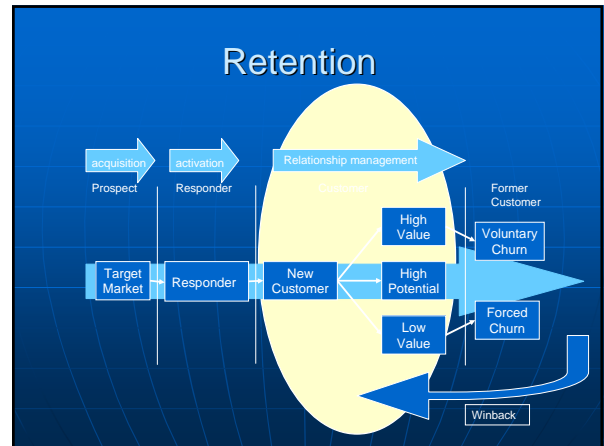 Retention
acquisition
activation
Relationship management
Prospect
Responder
Former
Customer
High
Value
Voluntary
Churn
Target
Market
Responder
New
Customer
High
Potential
Low
Value
Forced
Churn
Winback